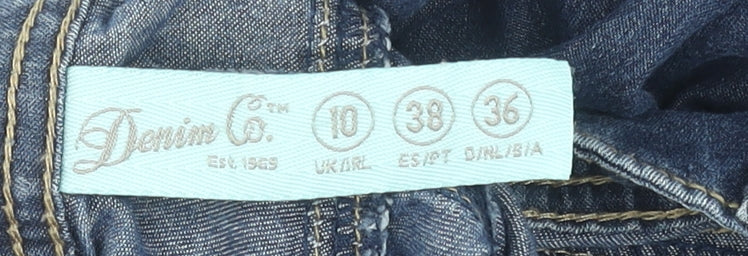 Denim Co.™
Est. 1969
10 38 36
UK/IRL ES/PT D/NL/B/A